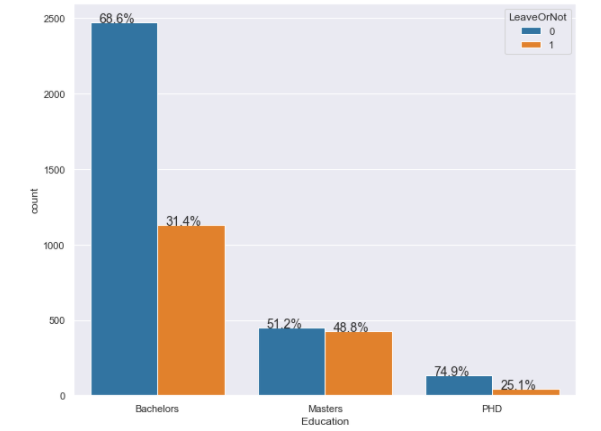 LeaveOrNot
0
1
68.6%
31.4%
51.2%
48.8%
74.9%
25.1%
2500
2000
1500
1000
500
0
count
Bachelors
Masters
PHD
Education